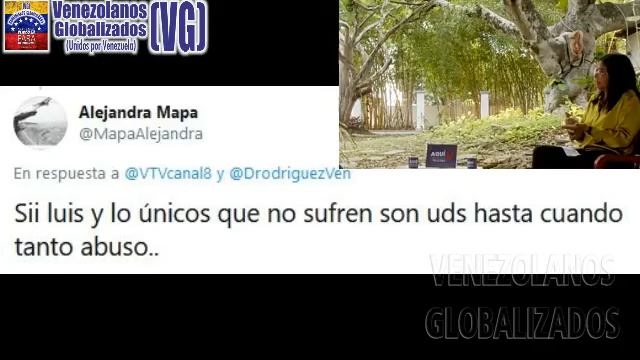 Venezolanos
Globalizados
(Unidos por Venezuela)
(VG)
Alejandra Mapa
@MapaAlejandra
En respuesta a @VTVcanal8 y @DrodriguezVen
Sii luis y lo únicos que no sufren son uds hasta cuando
tanto abuso..
AQUÍ
VENEZOLANOS
GLOBALIZADOS